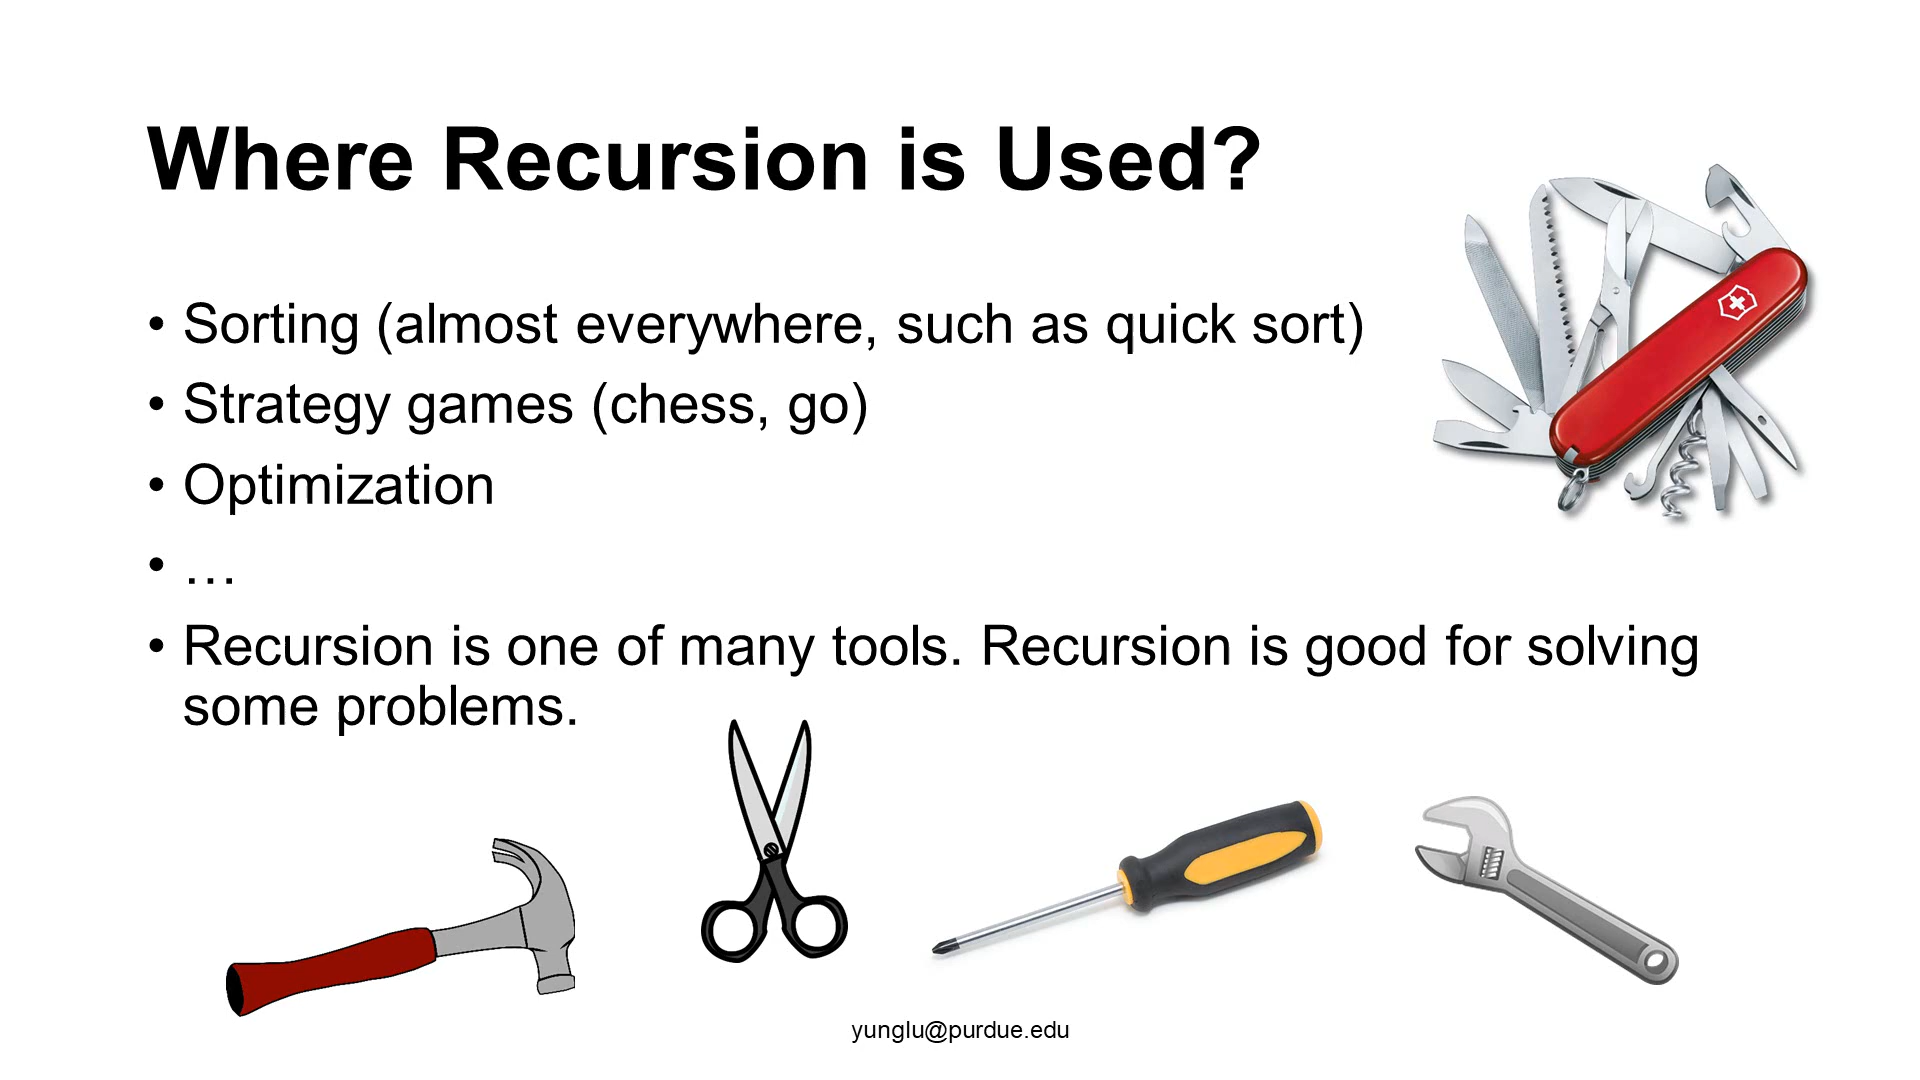 Where Recursion is Used?
• Sorting (almost everywhere, such as quick sort)
• Strategy games (chess, go)
• Optimization
• …
• Recursion is one of many tools. Recursion is good for solving
some problems.
yunglu@purdue.edu